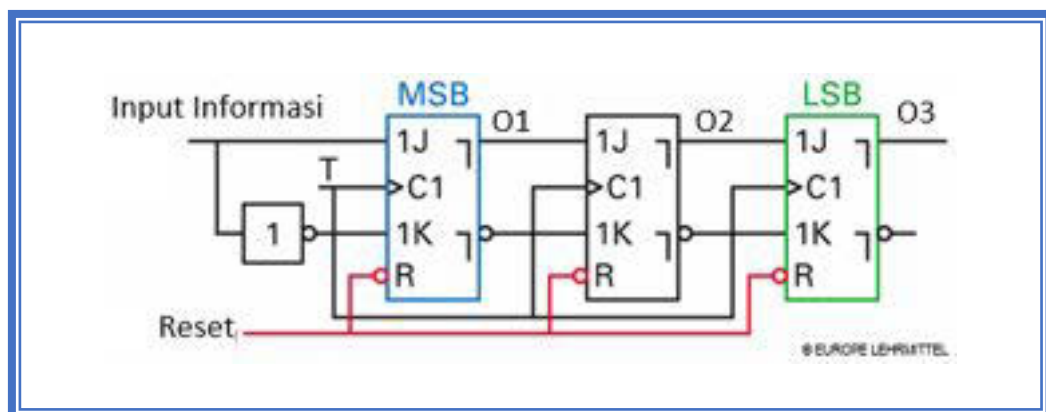 MSB LSB
Input Informasi O1 O2 O3
1J 1J 1J
T
C1 C1 C1
1 1K 1K 1K
R R R
Reset
© EUROPE LEHRMITTEL